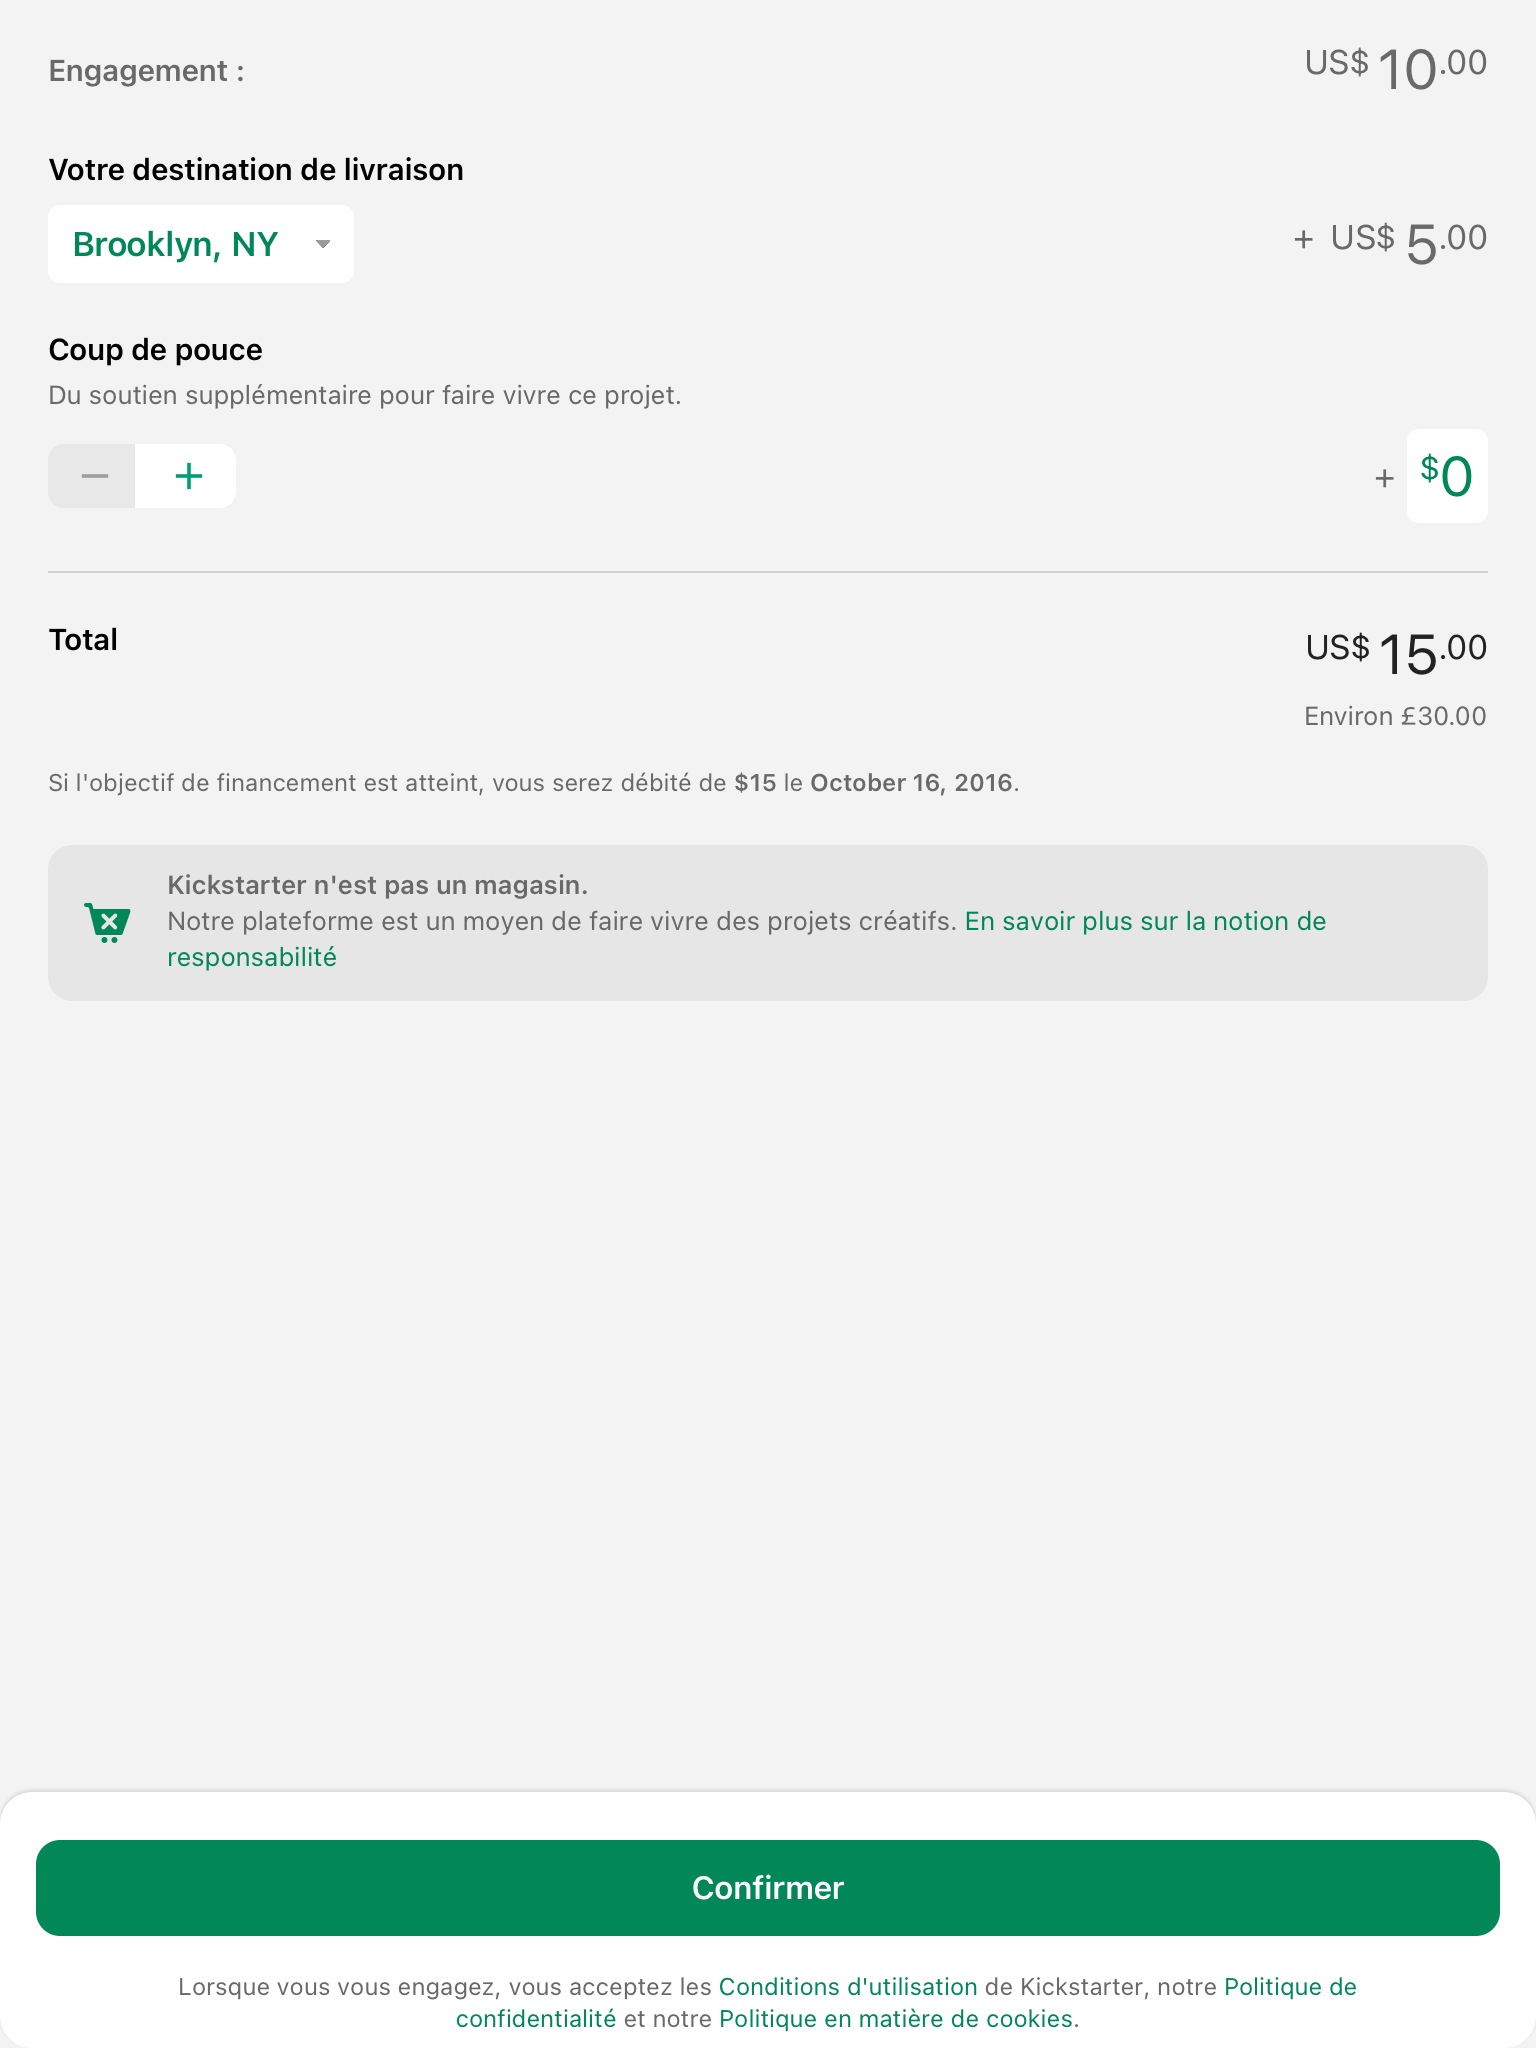 Engagement :
US$ 10.00
Votre destination de livraison
Brooklyn, NY
+ US$ 5.00
Coup de pouce
Du soutien supplémentaire pour faire vivre ce projet.
+ $0
Total
US$ 15.00
Environ £30.00
Si l'objectif de financement est atteint, vous serez débité de $15 le October 16, 2016.
Kickstarter n'est pas un magasin.
Notre plateforme est un moyen de faire vivre des projets créatifs. En savoir plus sur la notion de
responsabilité
Confirmer
Lorsque vous vous engagez, vous acceptez les Conditions d'utilisation de Kickstarter, notre Politique de
confidentialité et notre Politique en matière de cookies.